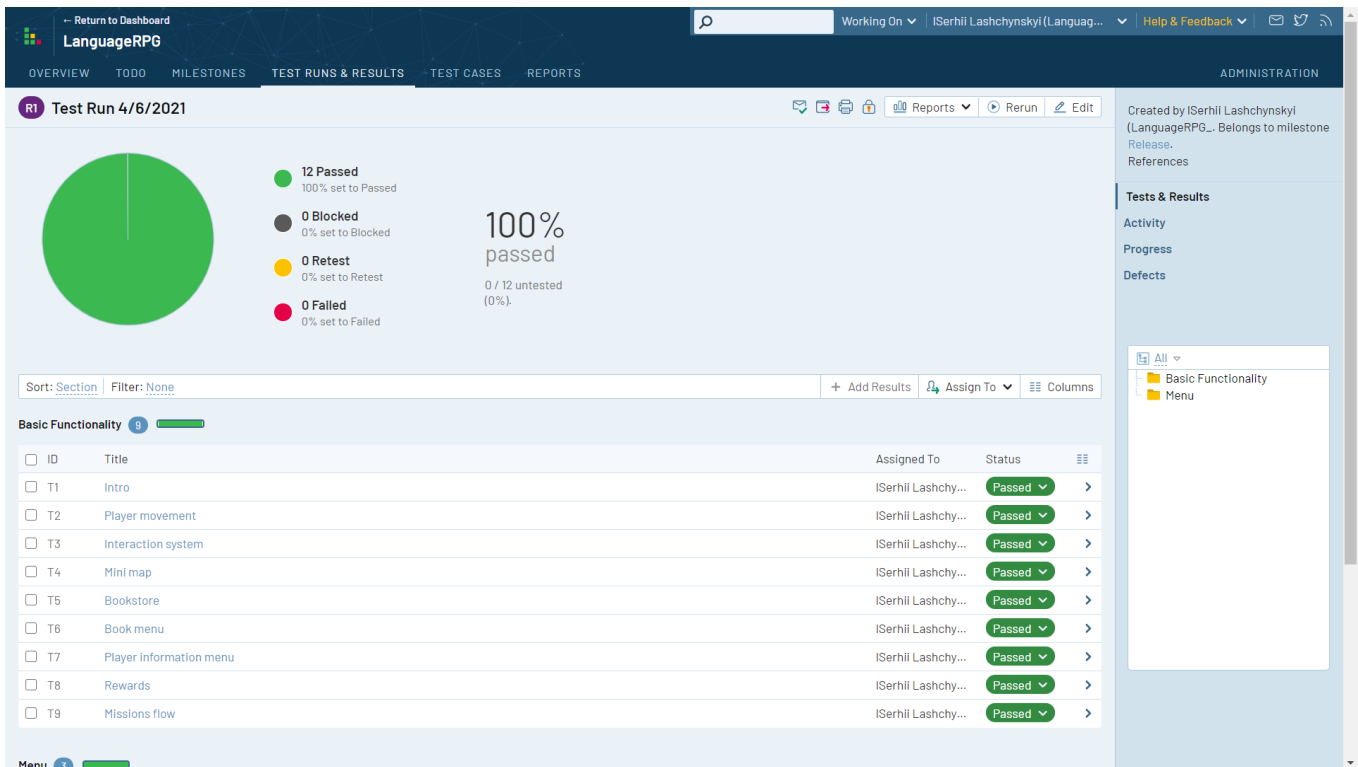 ← Return to Dashboard
LanguageRPG
Working On
ISerhii Lashchynskyi (Languag...
Help & Feedback
OVERVIEW TODO MILESTONES TEST RUNS & RESULTS TEST CASES REPORTS ADMINISTRATION
R1 Test Run 4/6/2021
Reports
Rerun
Edit
12 Passed
100% set to Passed
0 Blocked
0% set to Blocked
0 Retest
0% set to Retest
0 Failed
0% set to Failed
100%
passed
0 / 12 untested
(0%).
Sort: Section Filter: None
+ Add Results
Assign To
Columns
Basic Functionality 9
ID Title Assigned To Status
T1 Intro ISerhii Lashchy... Passed
T2 Player movement ISerhii Lashchy... Passed
T3 Interaction system ISerhii Lashchy... Passed
T4 Mini map ISerhii Lashchy... Passed
T5 Bookstore ISerhii Lashchy... Passed
T6 Book menu ISerhii Lashchy... Passed
T7 Player information menu ISerhii Lashchy... Passed
T8 Rewards ISerhii Lashchy... Passed
T9 Missions flow ISerhii Lashchy... Passed
Menu 3
Created by ISerhii Lashchynskyi
(LanguageRPG_. Belongs to milestone
Release.
References
Tests & Results
Activity
Progress
Defects
All
Basic Functionality
Menu